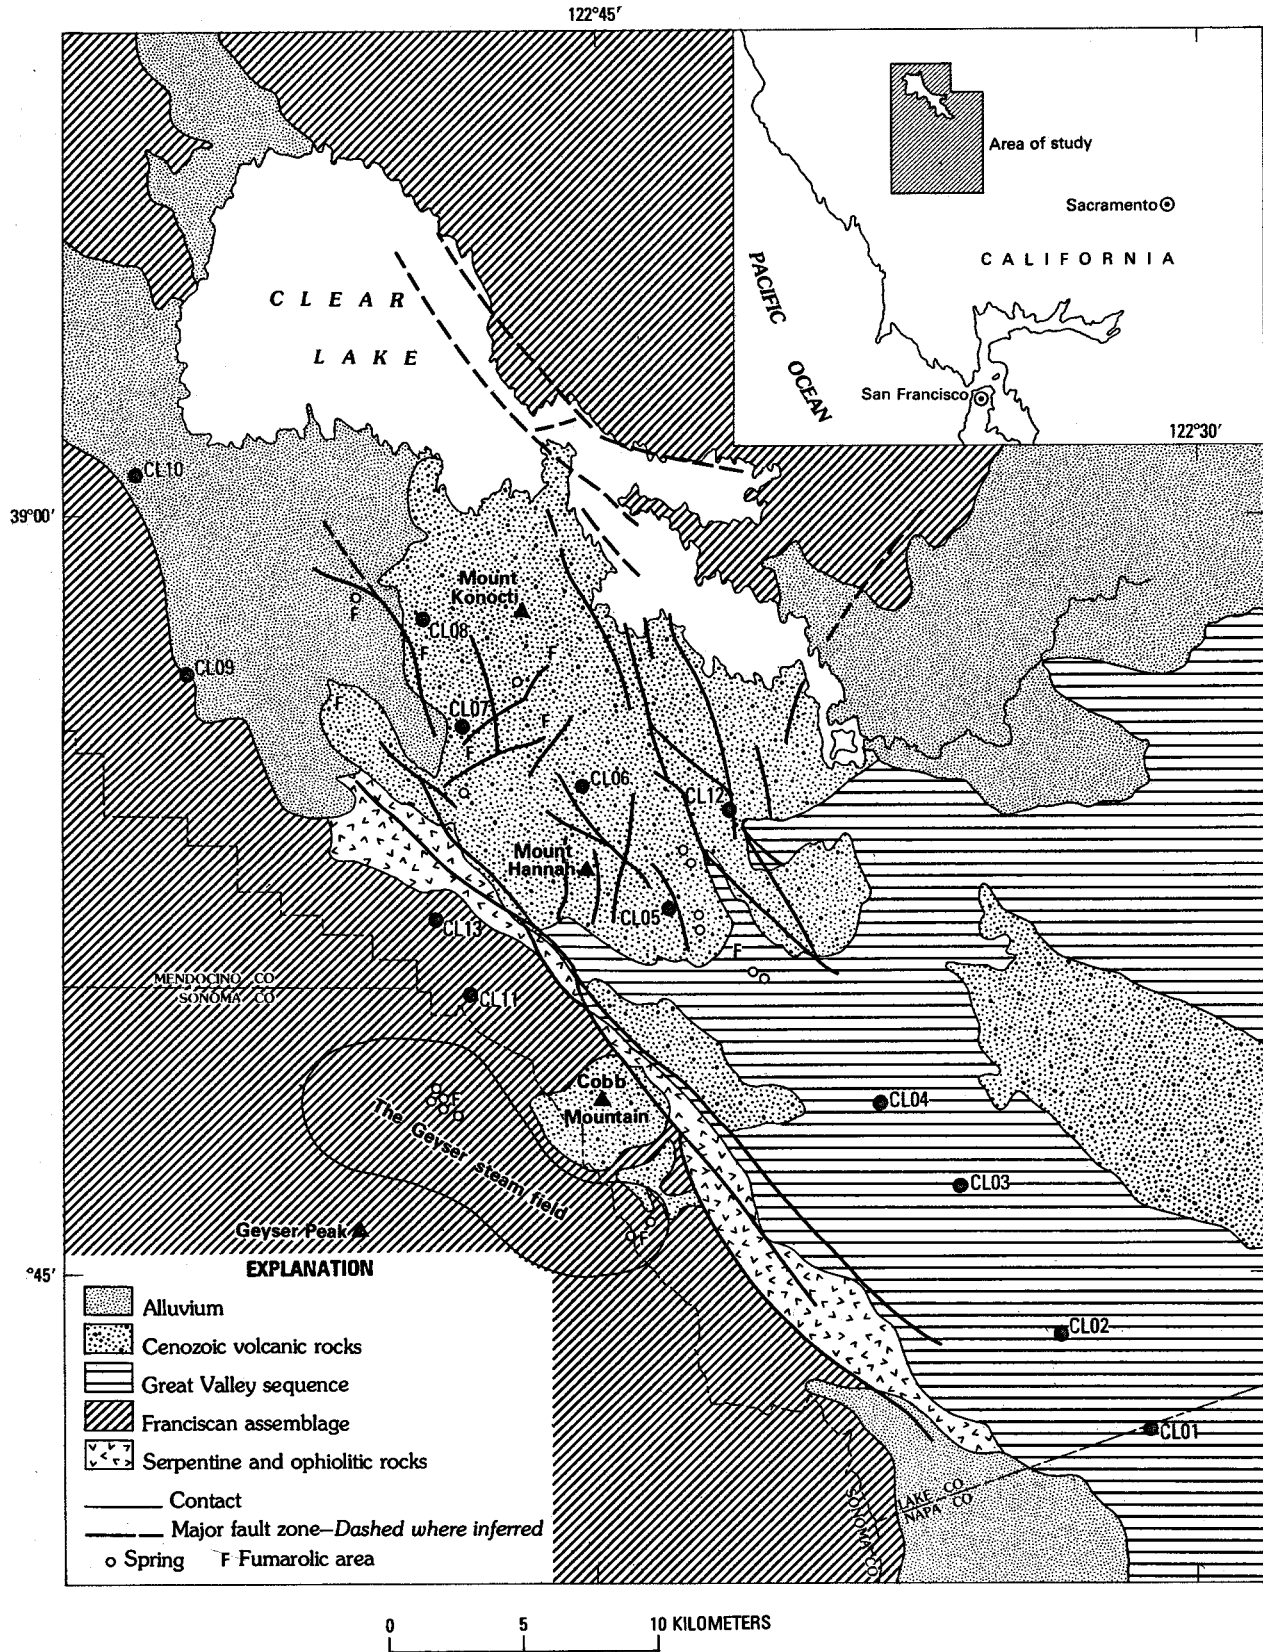 122°45′
Area of study
Sacramento
CALIFORNIA
PACIFIC
OCEAN
San Francisco
122°30′
CLEAR
LAKE
CL10
39°00′
Mount
Konocti
F
CL08
F
F
CL09
F
CL07
F
F
CL06
CL12
Mount
Hannah
CL05
CL13
F
MENDOCINO CO
SONOMA CO
CL11
F
Cobb
Mountain
CL04
The Geyser steam field
CL03
Geyser Peak
F
°45′
CL02
CL01
LAKE CO
NAPA CO
SONOMA CO
EXPLANATION
Alluvium
Cenozoic volcanic rocks
Great Valley sequence
Franciscan assemblage
Serpentine and ophiolitic rocks
Contact
Major fault zone—Dashed where inferred
Spring F Fumarolic area
0 5 10 KILOMETERS